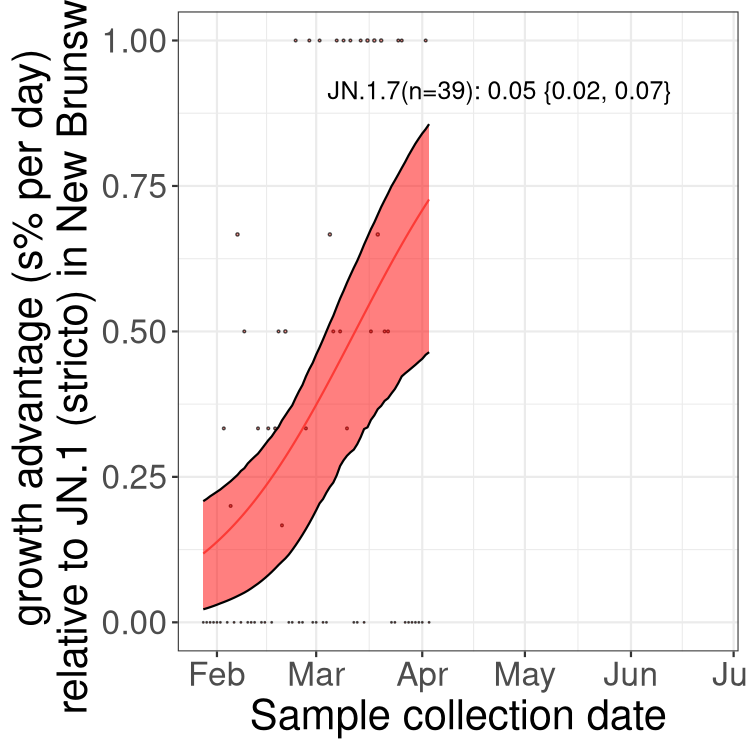 growth advantage (s% per day)
relative to JN.1 (stricto) in New Brunsw
1.00
0.75
0.50
0.25
0.00
JN.1.7(n=39): 0.05 {0.02, 0.07}
Feb Mar Apr May Jun Ju
Sample collection date